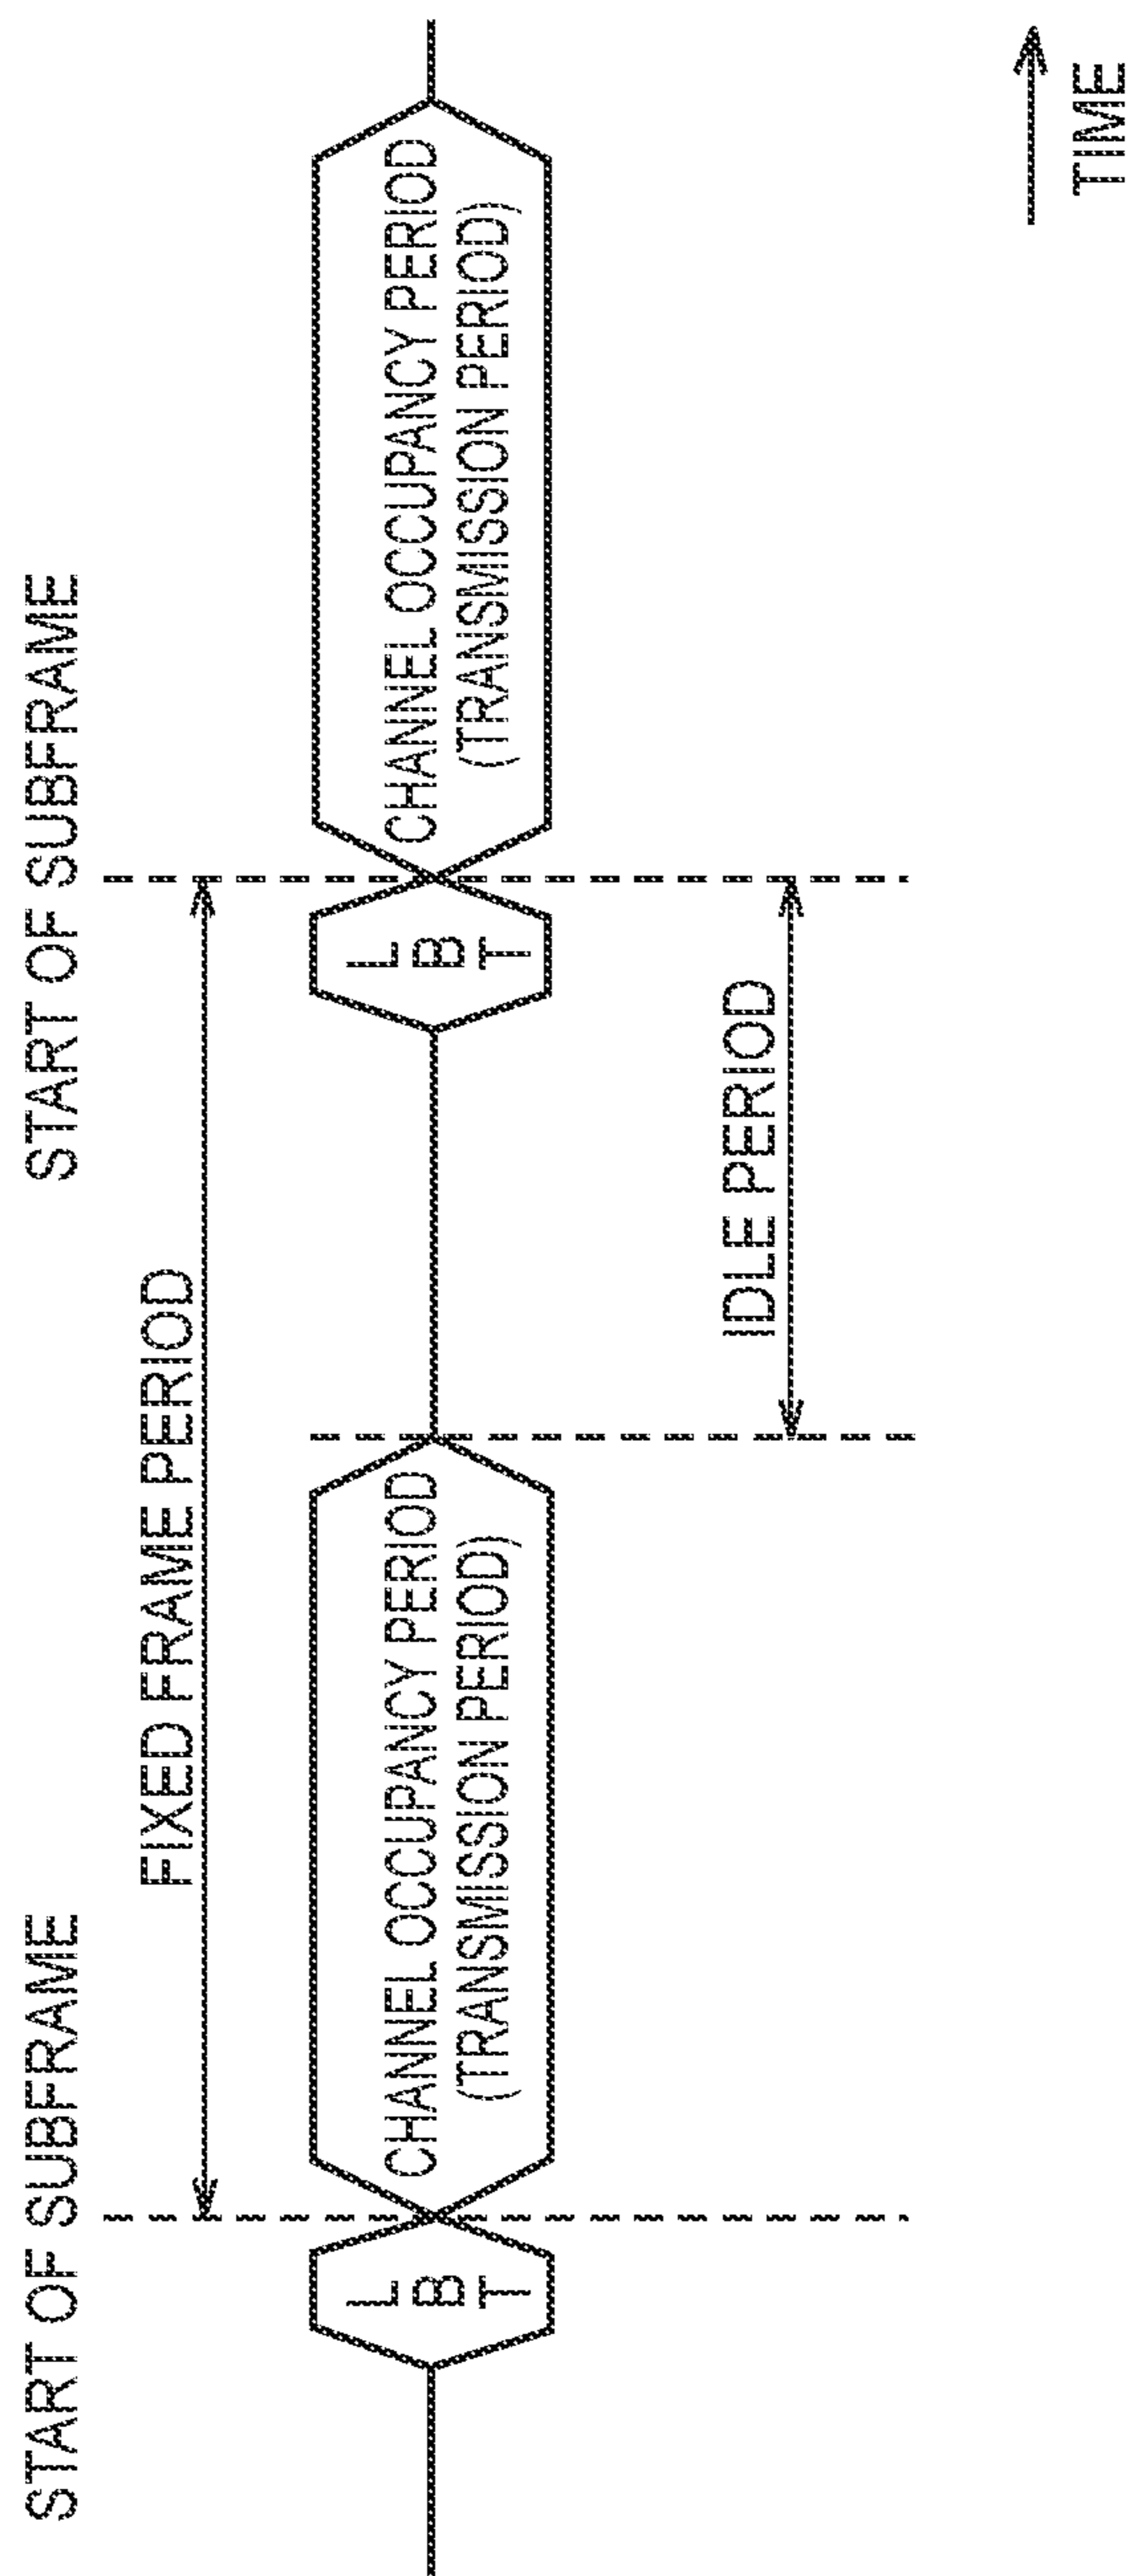 START OF SUBFRAME
START OF SUBFRAME
FIXED FRAME PERIOD
L
B
T
CHANNEL OCCUPANCY PERIOD
(TRANSMISSION PERIOD)
L
B
T
CHANNEL OCCUPANCY PERIOD
(TRANSMISSION PERIOD)
IDLE PERIOD
TIME